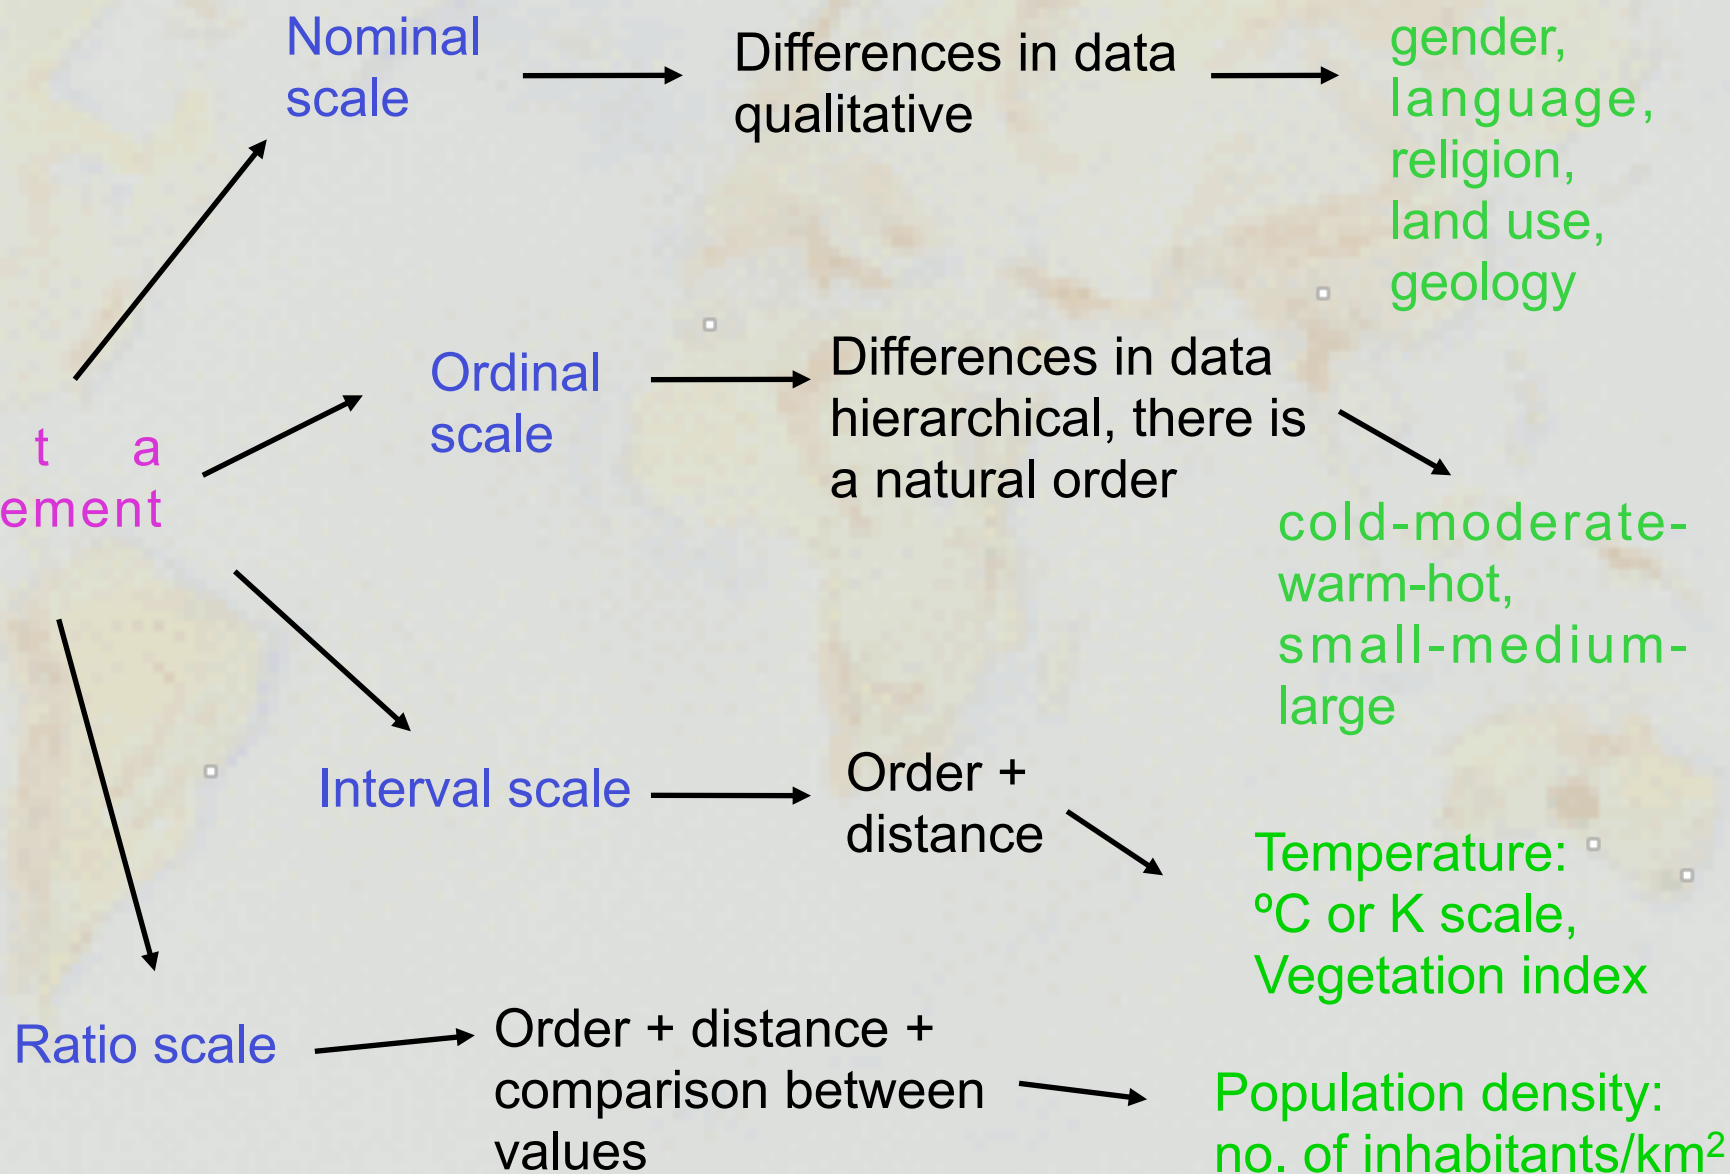 Nominal
scale
Differences in data
qualitative
gender,
language,
religion,
land use,
geology
Ordinal
scale
Differences in data
hierarchical, there is
a natural order
cold-moderate-
warm-hot,
small-medium-
large
t a
ement
Interval scale
Order +
distance
Temperature:
ºC or K scale,
Vegetation index
Ratio scale
Order + distance +
comparison between
values
Population density:
no. of inhabitants/km²